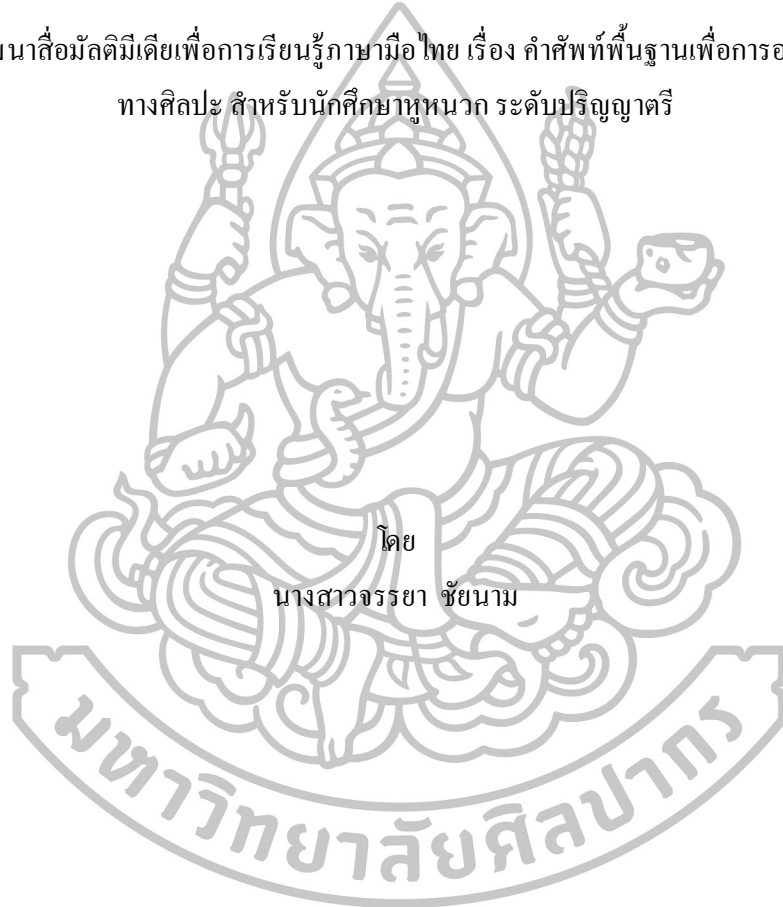 นาสื่อมัลติมีเดียเพื่อการเรียนรู้ภาษามือไทย เรื่อง คำศัพท์พื้นฐานเพื่อการอ
ทางศิลปะ สำหรับนักศึกษาหูหนวก ระดับปริญญาตรี
โดย
นางสาวจรรยา ชัยนาม
มหาวิทยาลัยศิลปากร